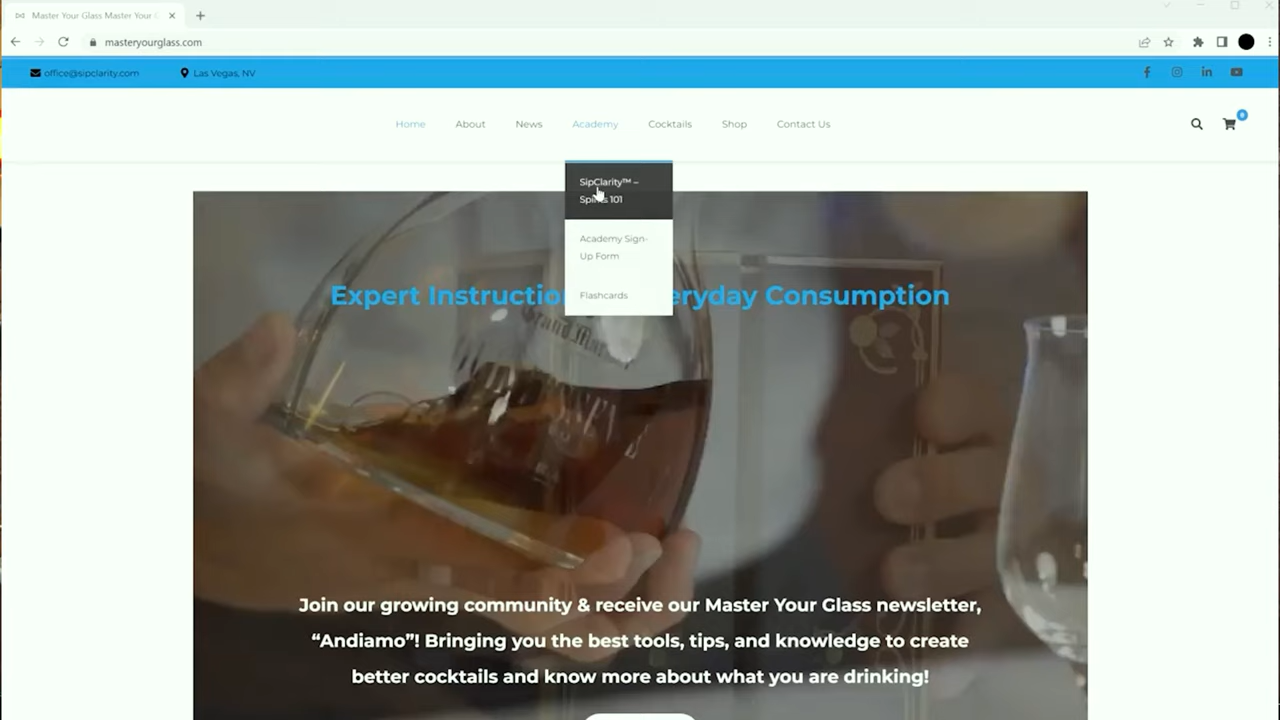 Master Your Glass Master Your G
masteryourglass.com
office@sipclarity.com
Las Vegas, NV
Home
About
News
Academy
Cocktails
Shop
Contact Us
0
SipClarity™ –
Spirits 101
Academy Sign-
Up Form
Flashcards
Expert Instructio eryday Consumption
Join our growing community & receive our Master Your Glass newsletter,
“Andiamo”! Bringing you the best tools, tips, and knowledge to create
better cocktails and know more about what you are drinking!